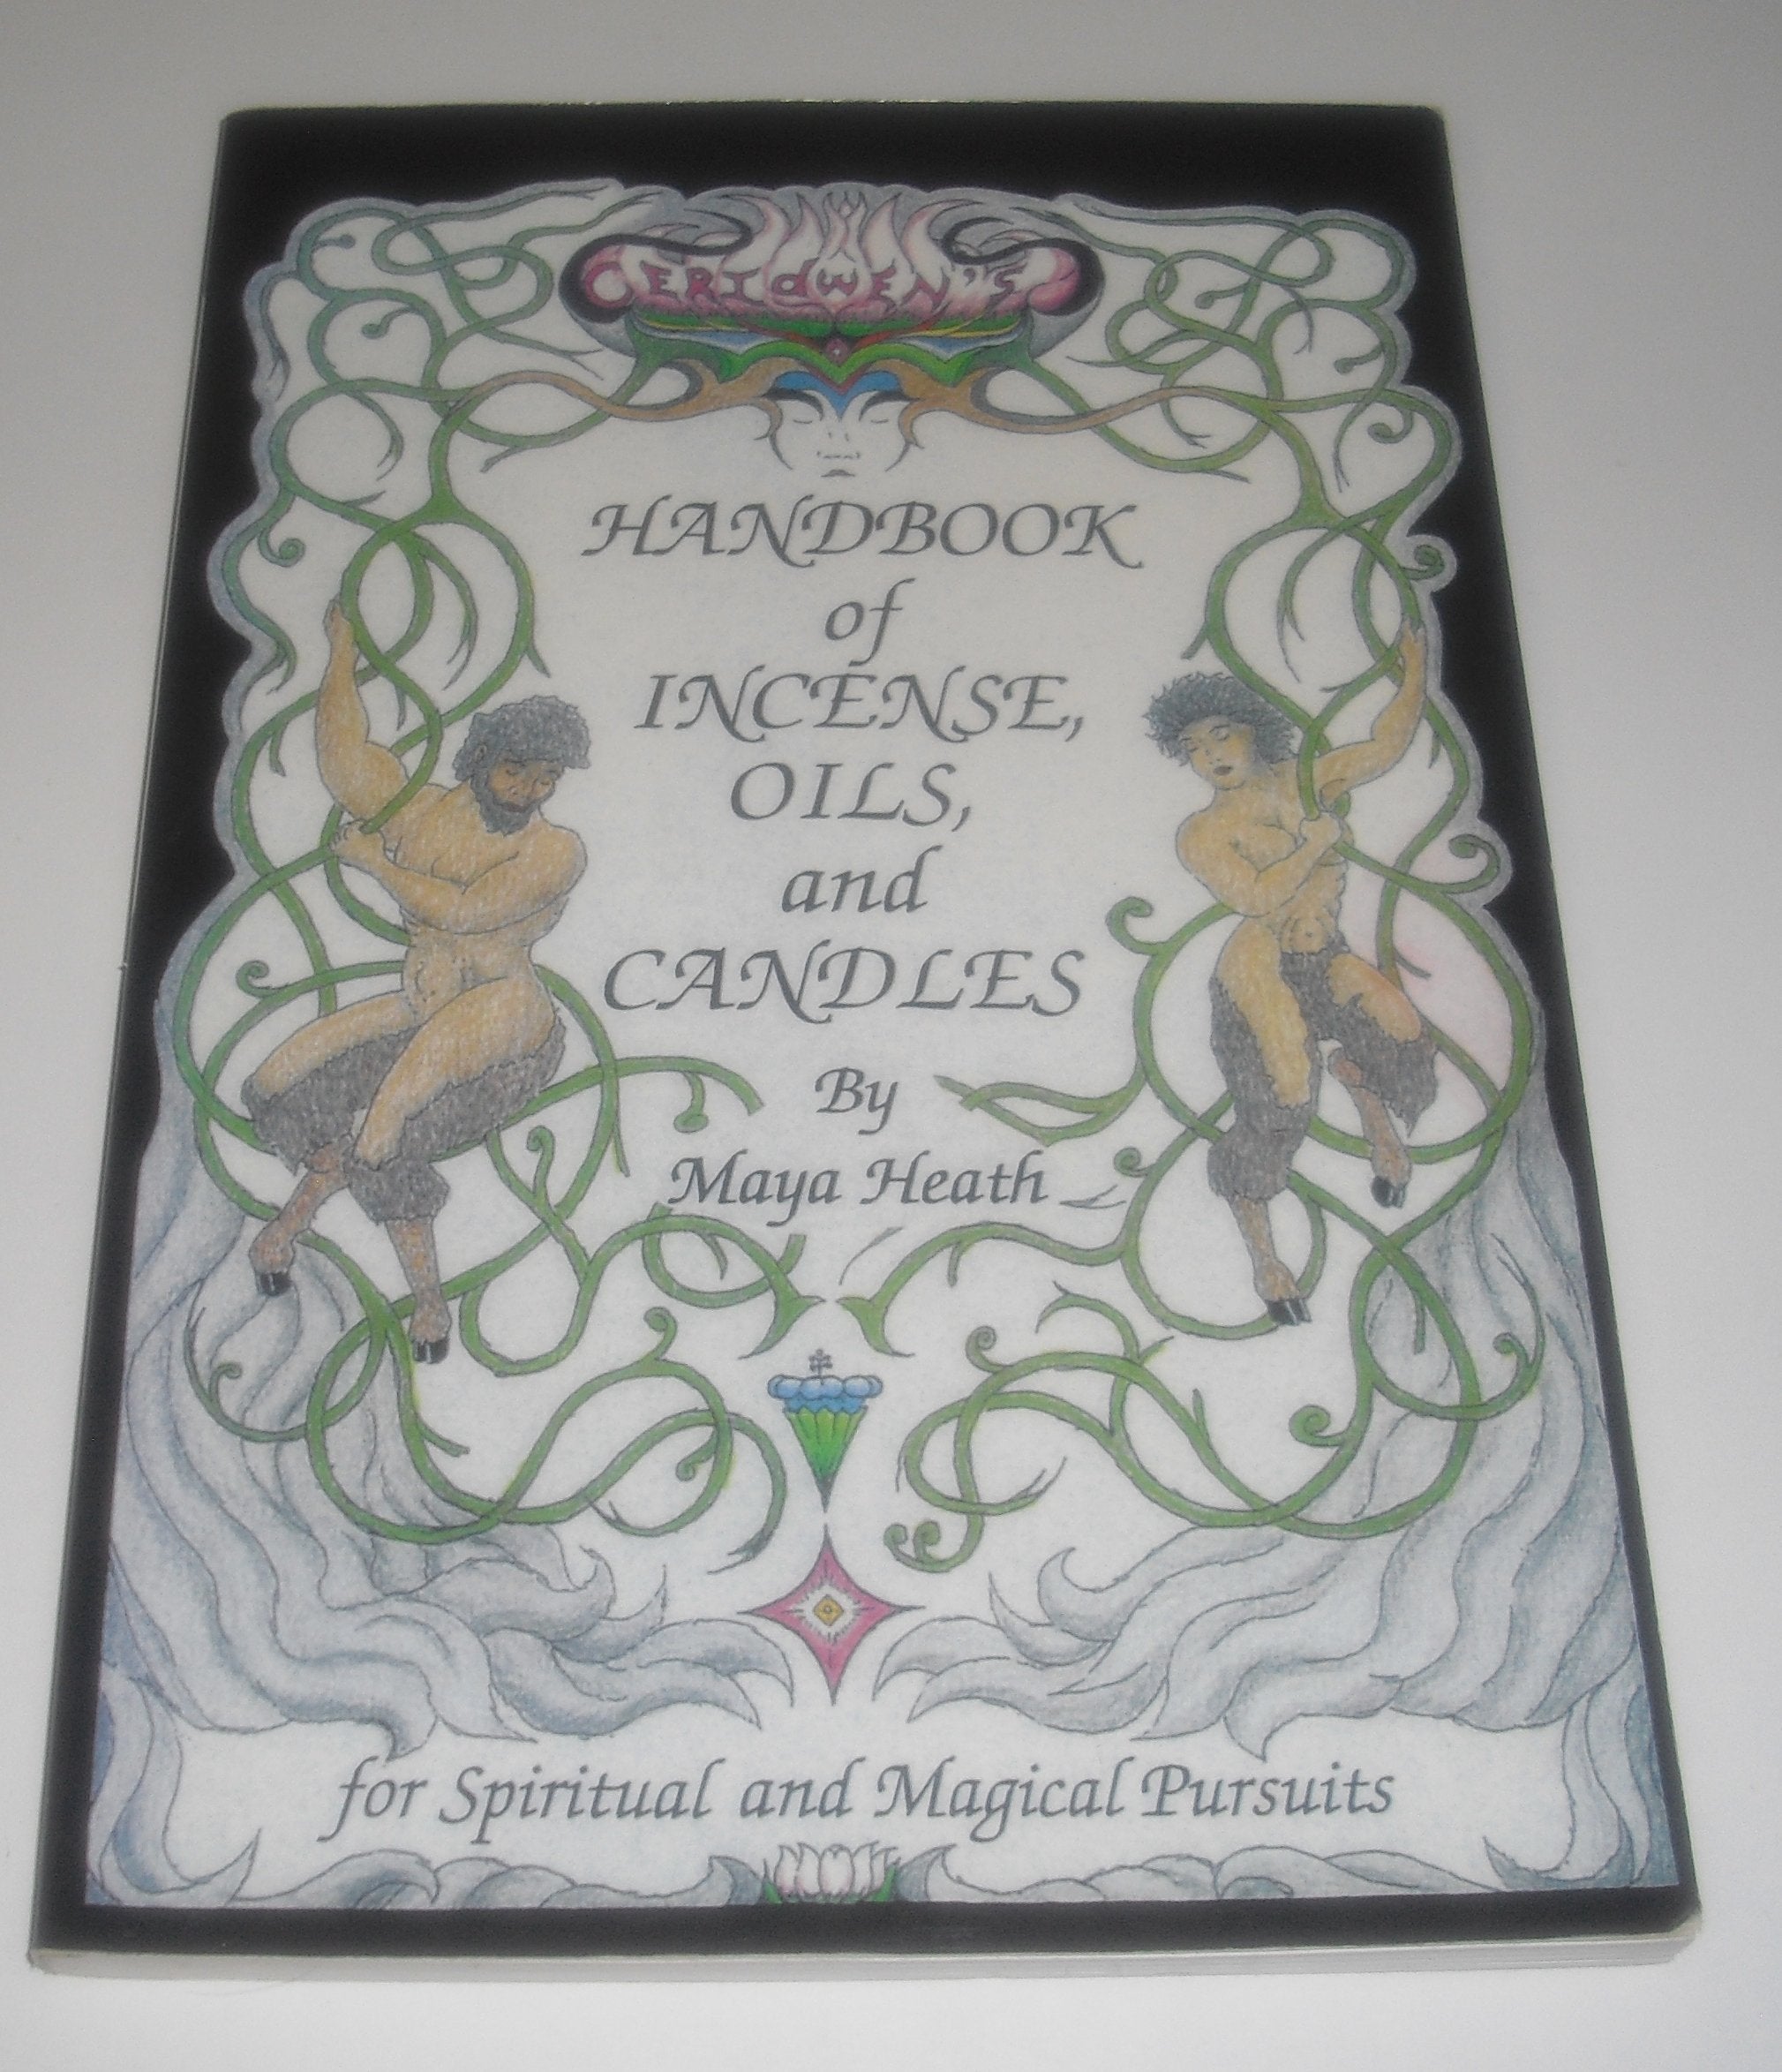 CERIdWEN'S
HANDBOOK
of
INCENSE,
OILS,
and
CANDLES
By
Maya Heath
for Spiritual and Magical Pursuits